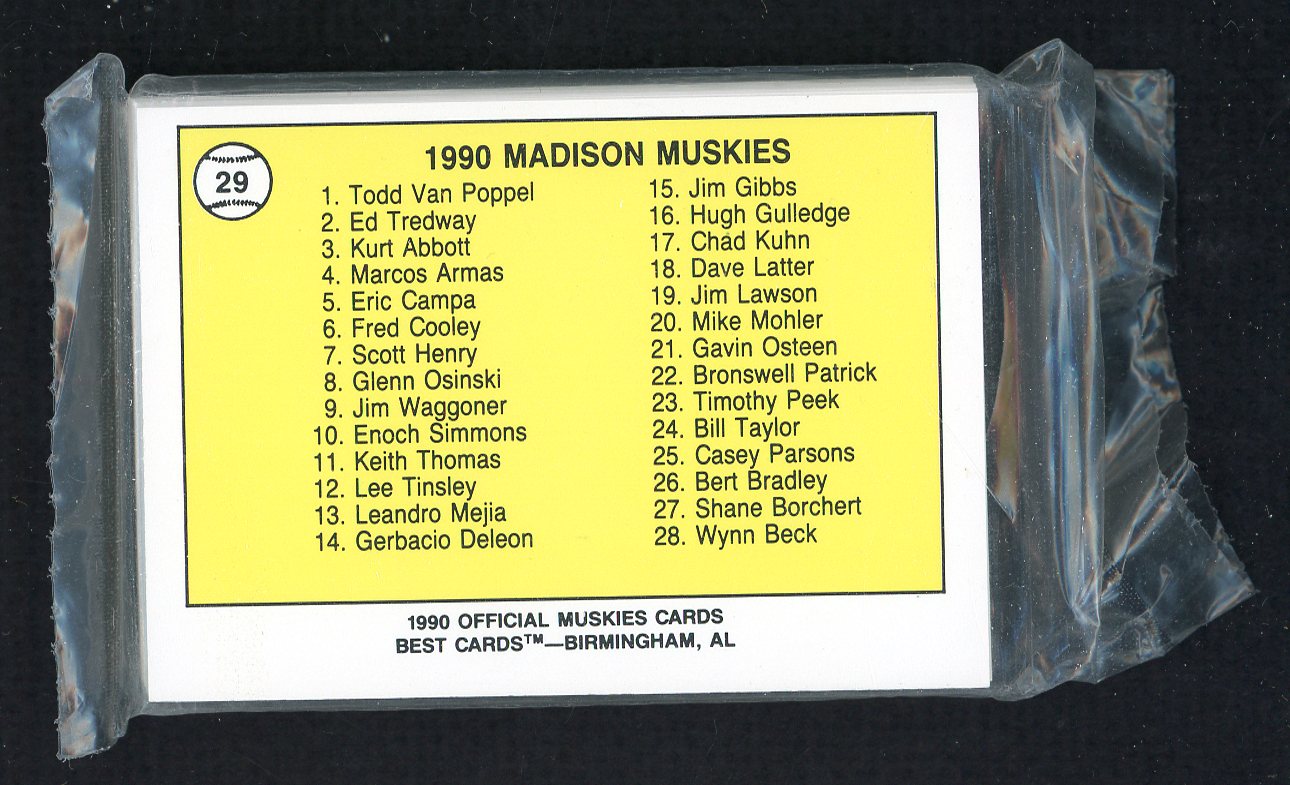 29
1990 MADISON MUSKIES
1. Todd Van Poppel
2. Ed Tredway
3. Kurt Abbott
4. Marcos Armas
5. Eric Campa
6. Fred Cooley
7. Scott Henry
8. Glenn Osinski
9. Jim Waggoner
10. Enoch Simmons
11. Keith Thomas
12. Lee Tinsley
13. Leandro Mejia
14. Gerbacio Deleon
15. Jim Gibbs
16. Hugh Gulledge
17. Chad Kuhn
18. Dave Latter
19. Jim Lawson
20. Mike Mohler
21. Gavin Osteen
22. Bronswell Patrick
23. Timothy Peek
24. Bill Taylor
25. Casey Parsons
26. Bert Bradley
27. Shane Borchert
28. Wynn Beck
1990 OFFICIAL MUSKIES CARDS
BEST CARDS™—BIRMINGHAM, AL